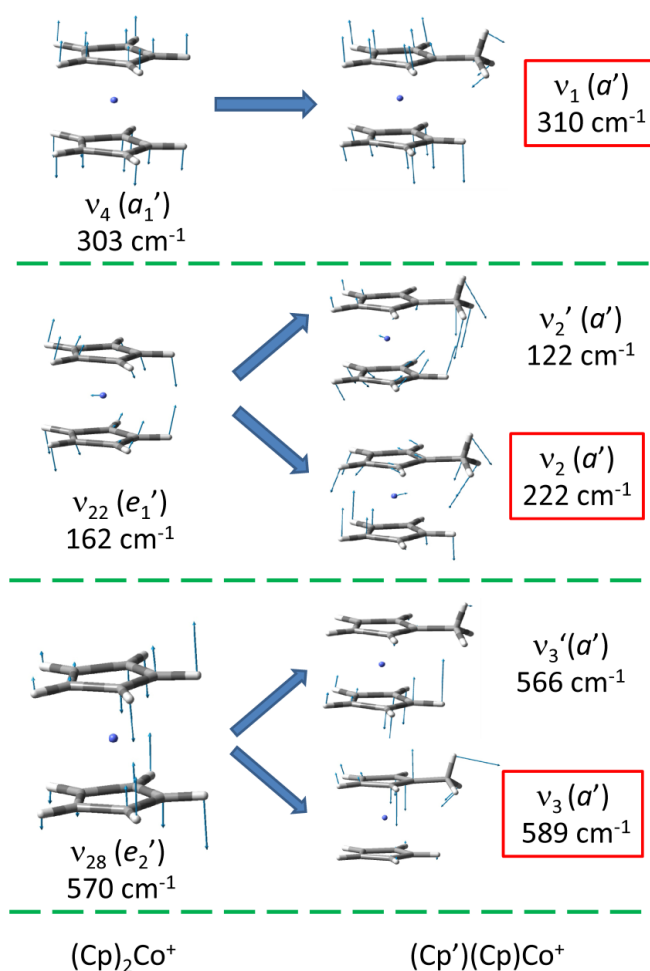 ν₁ (a')
310 cm⁻¹
ν₄ (a₁')
303 cm⁻¹
ν₂' (a')
122 cm⁻¹
ν₂ (a')
222 cm⁻¹
ν₂₂ (e₁')
162 cm⁻¹
ν₃‘(a')
566 cm⁻¹
ν₃ (a')
589 cm⁻¹
ν₂₈ (e₂')
570 cm⁻¹
(Cp)₂Co⁺
(Cp’)(Cp)Co⁺